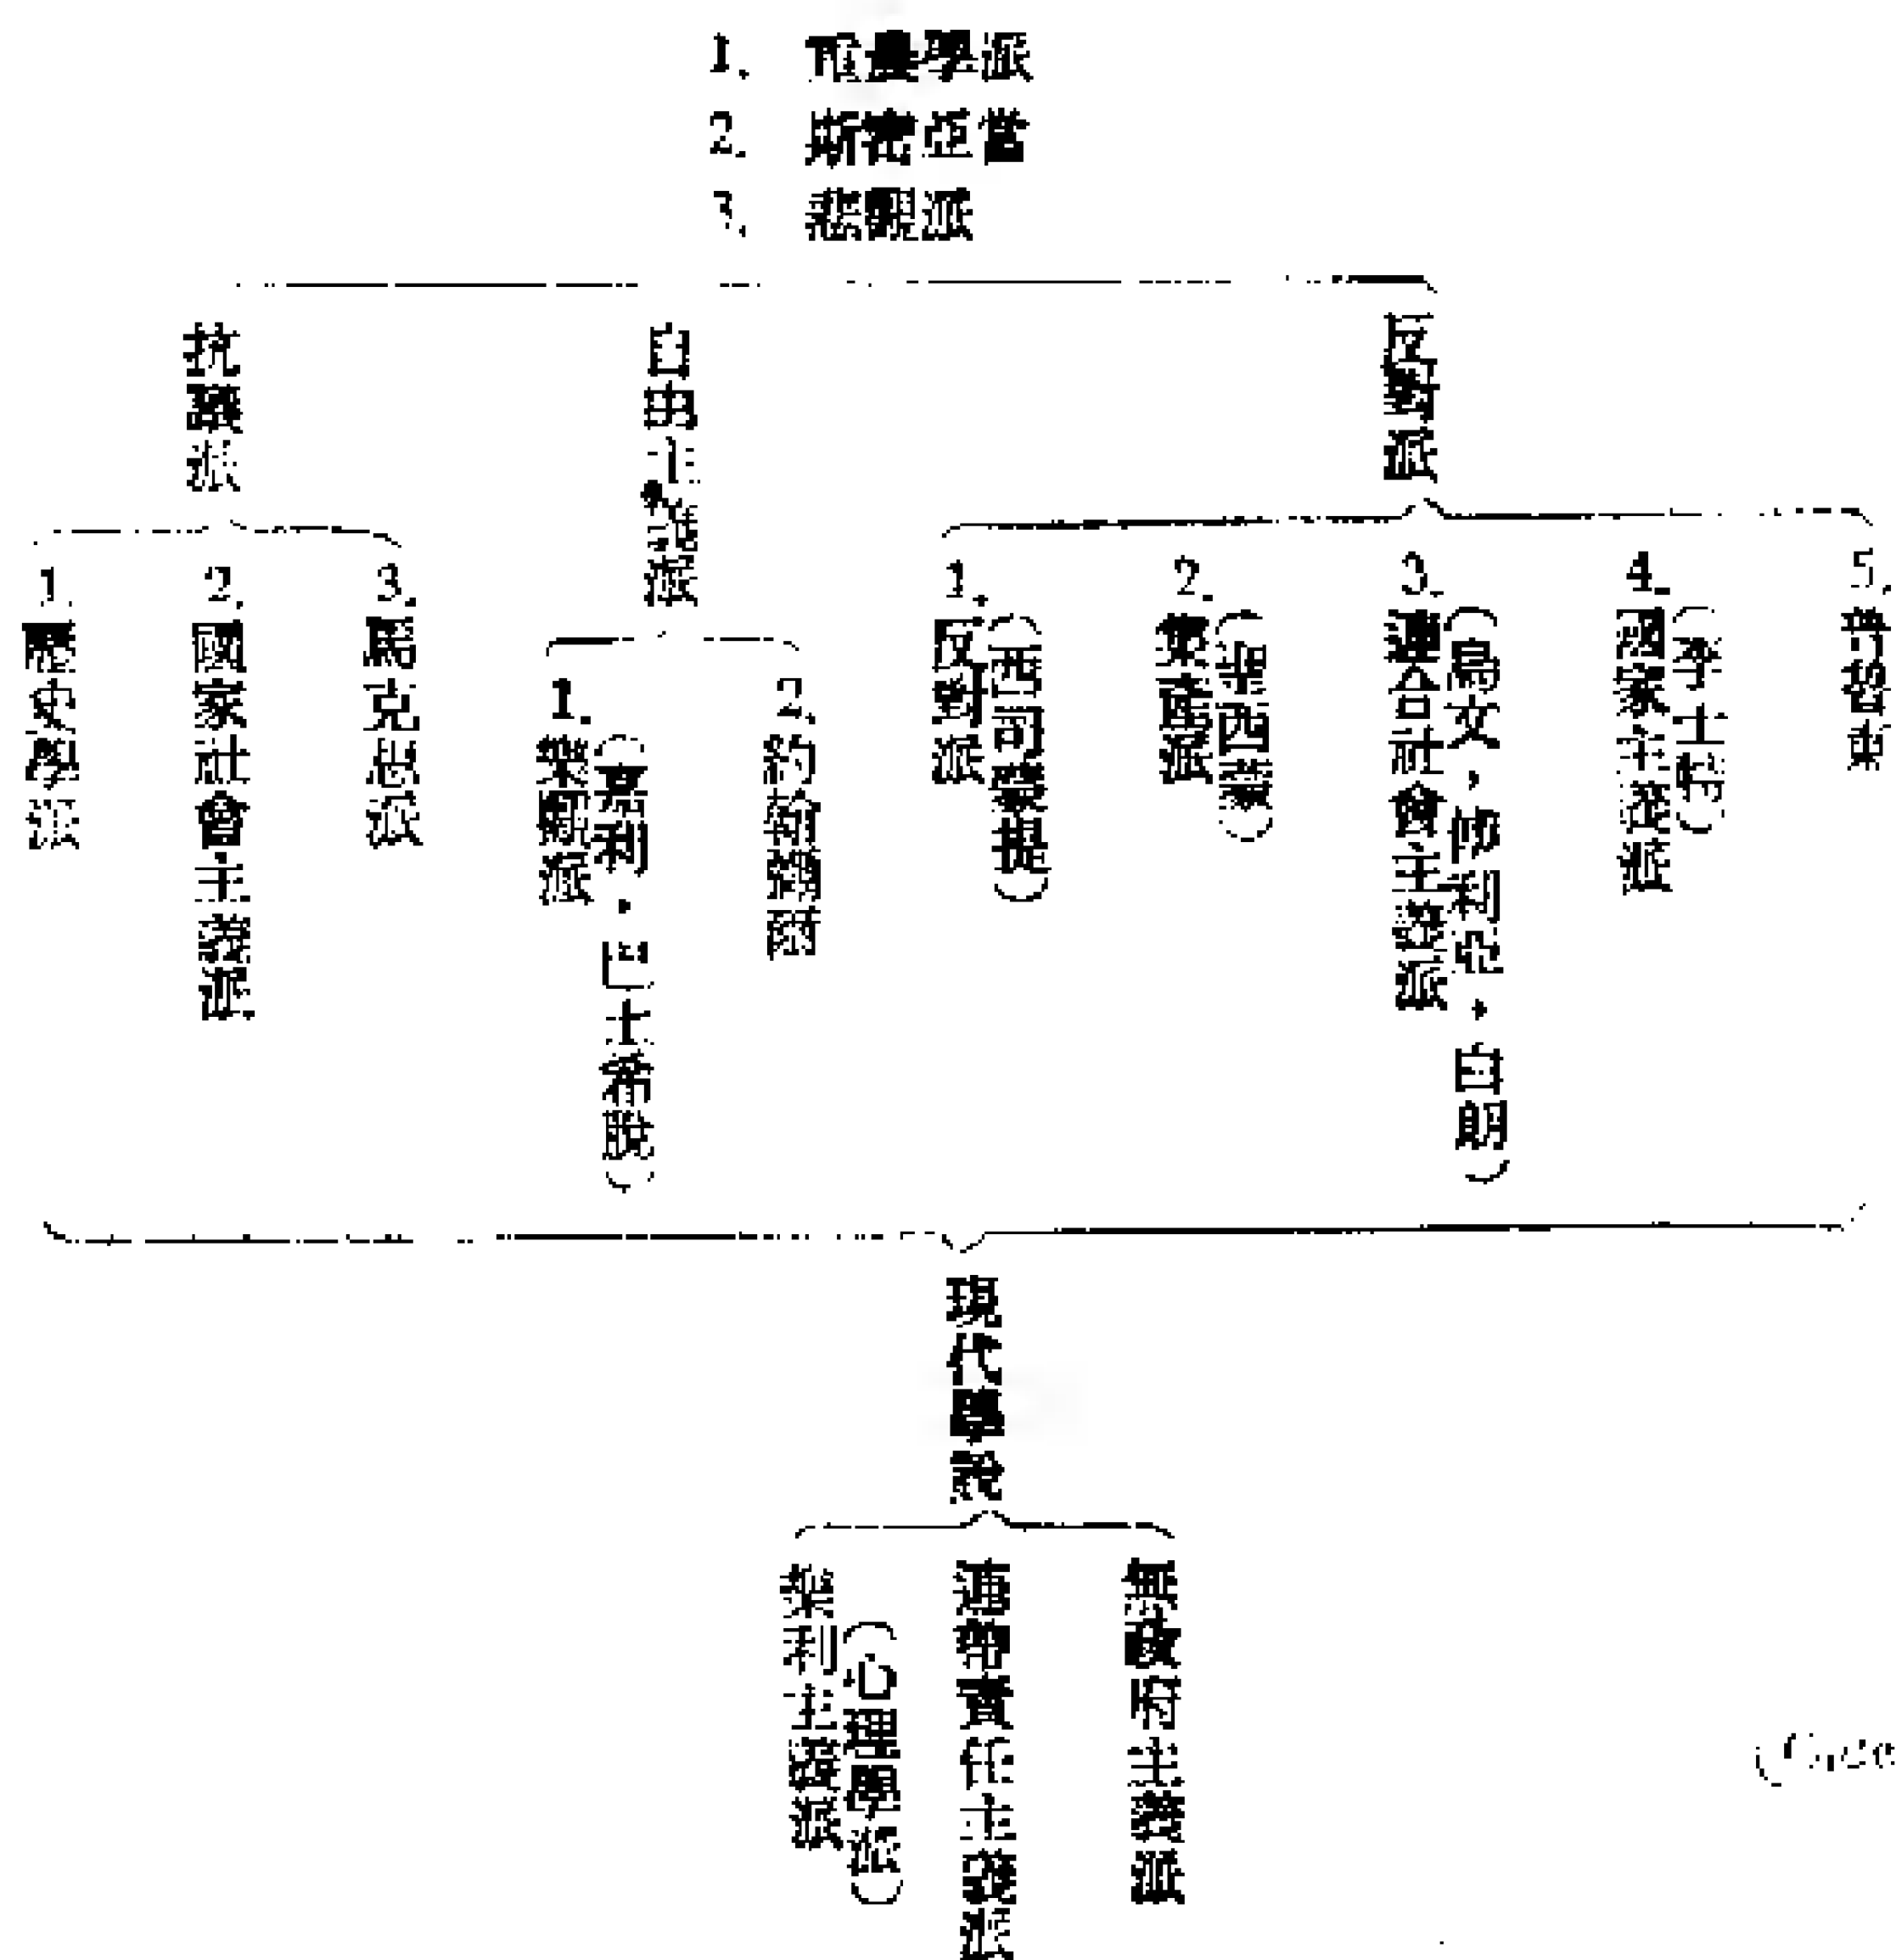 1. 重農學派
2. 斯密亞當
3. 悲觀派
反對派
自由主義派
抗議派
5. 普魯東
4. 國家主義派
(李士特)
3. 連合社會主義派
(烏文,傅利亞,白朗)
2. 集產派
(聖西蒙)
1. 反對派
(西司蒙提)
2. 約翰彌爾
1. 樂觀派
(嘉利,巴士希脫)
3. 馬克思派
2. 國家社會主義派
1. 歷史學派
現代學說
無政府主義派
連帶責任主義派
樂利主義派
(心理學派)